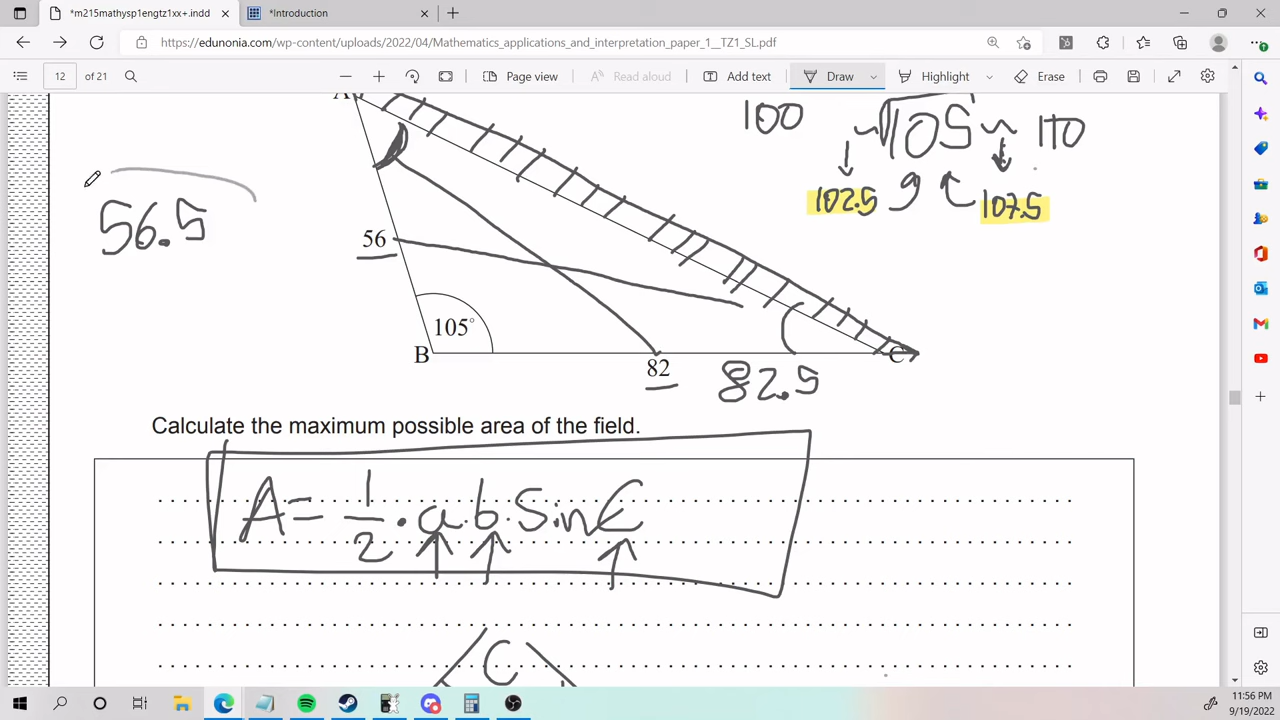 *m215mathysp1engtz1xx+.indd
*Introduction
https://edunonia.com/wp-content/uploads/2022/04/Mathematics_applications_and_interpretation_paper_1__TZ1_SL.pdf
12 of 21
Page view
Read aloud
Add text
Draw
Highlight
Erase
A
100 ~ 105 ~ 110
102.5 107.5
56.5
56
105°
B
C
82
82.5
Calculate the maximum possible area of the field.
A = 1/2 · a · b · Sin C
C
11:56 PM
9/19/2022